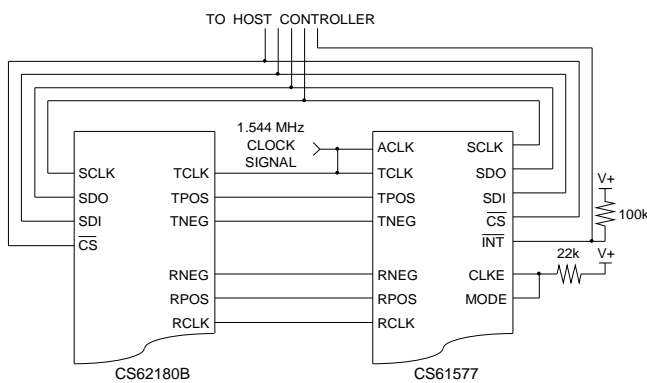 TO HOST CONTROLLER
1.544 MHz
CLOCK
SIGNAL
SCLK
SDO
SDI
CS
TCLK
TPOS
TNEG
RNEG
RPOS
RCLK
CS62180B
ACLK
TCLK
TPOS
TNEG
RNEG
RPOS
RCLK
SCLK
SDO
SDI
CS
INT
CLKE
MODE
CS61577
V+
100k
22k
V+